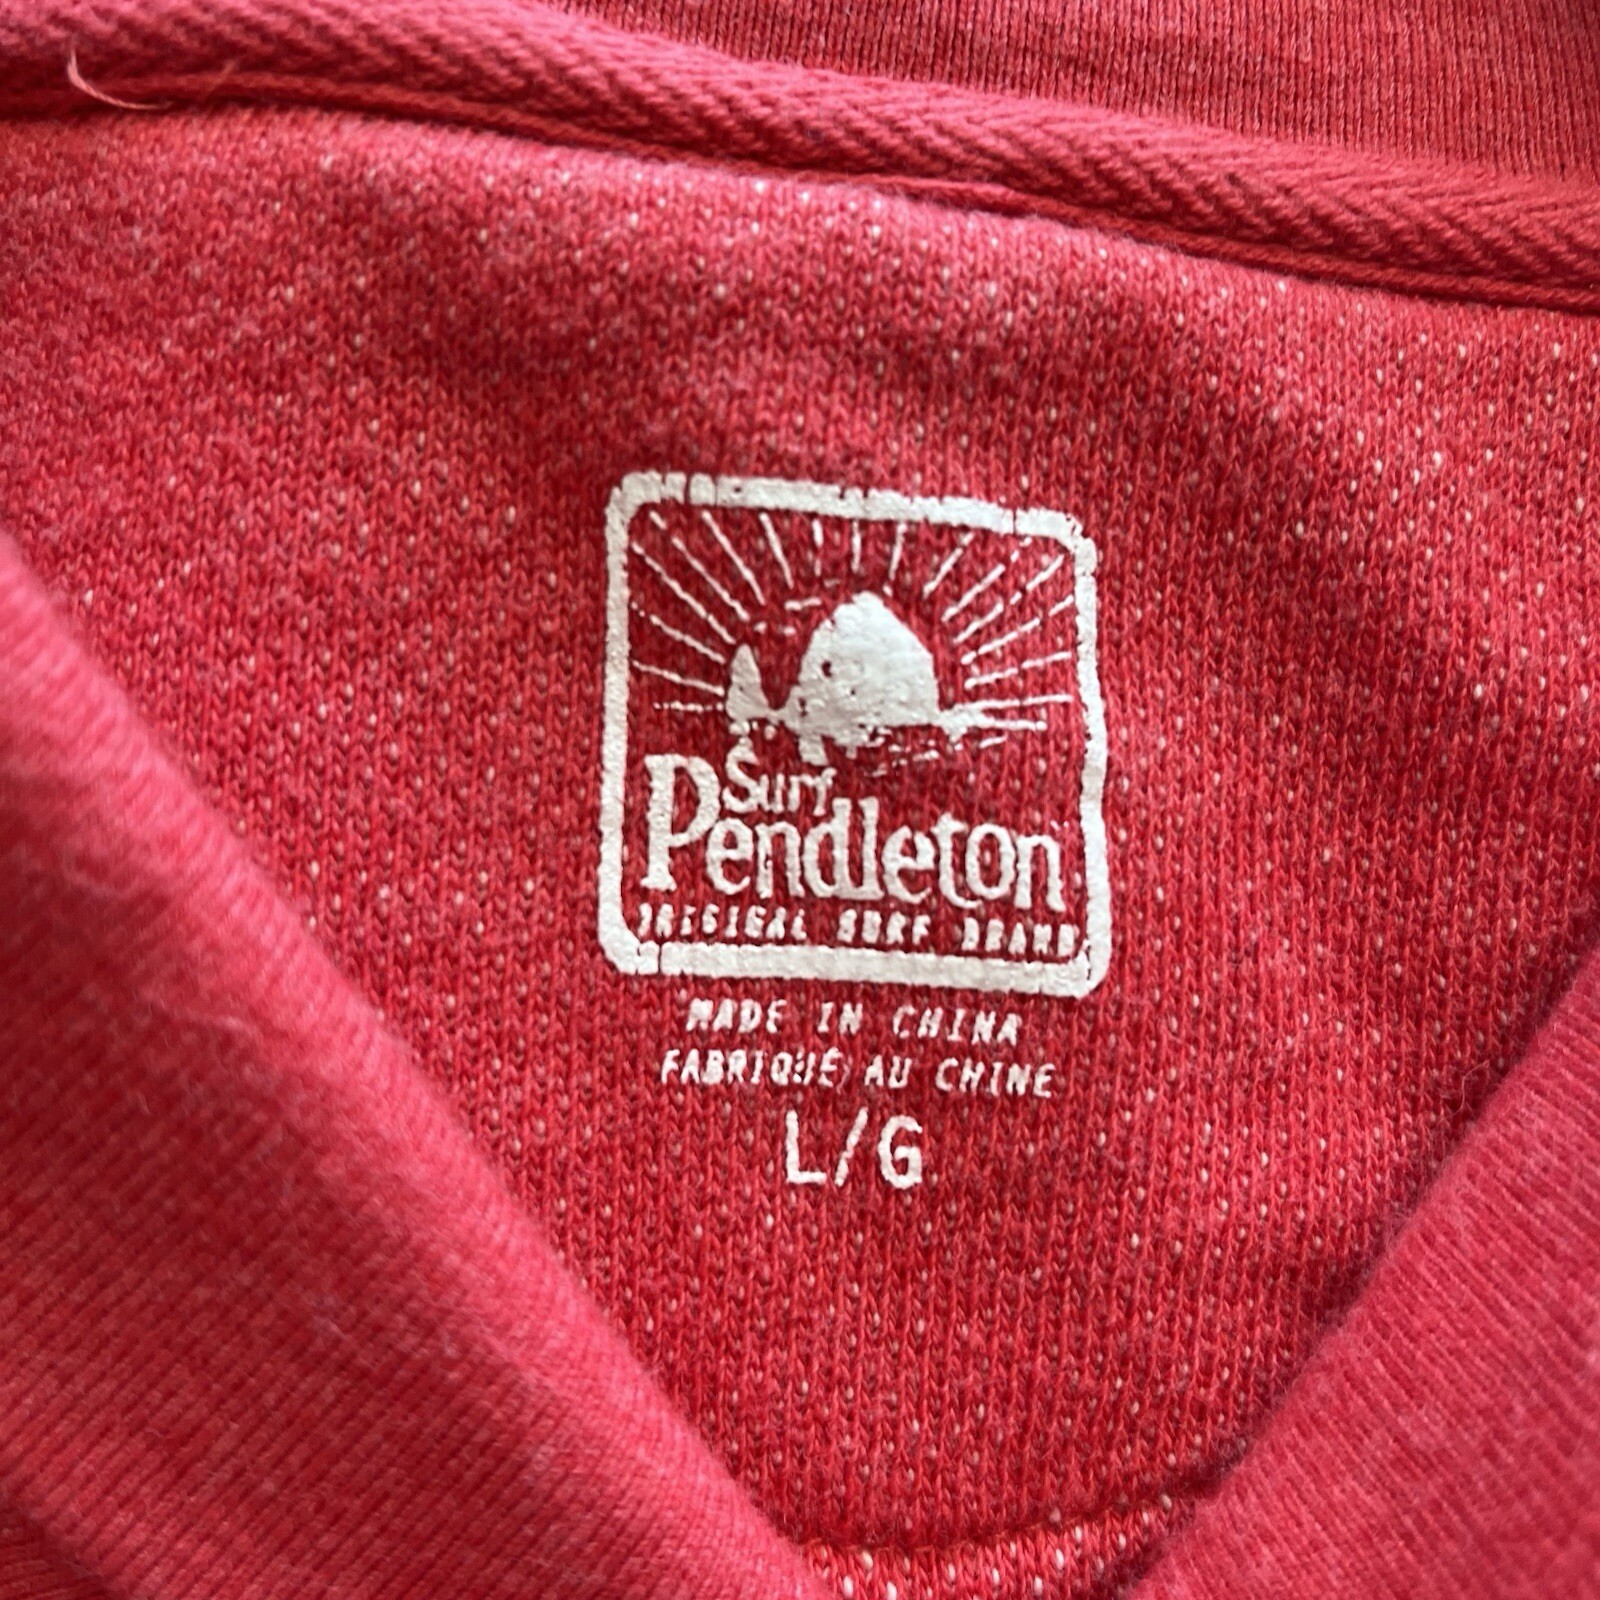 Surf
Pendleton
ORIGINAL SURF BRAND
MADE IN CHINA
FABRIQUÉ AU CHINE
L/G